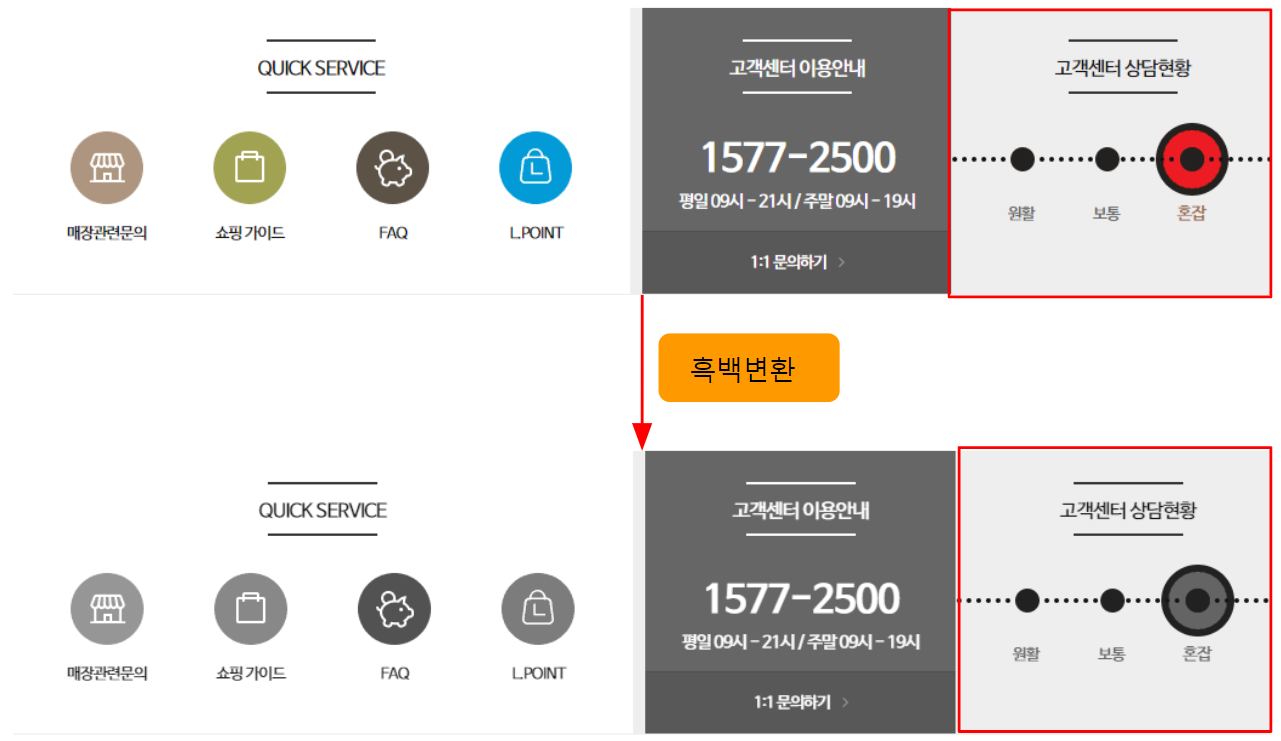 QUICK SERVICE
매장관련문의
쇼핑 가이드
FAQ
L.POINT
고객센터 이용안내
1577-2500
평일 09시 - 21시 / 주말 09시 - 19시
1:1 문의하기 >
고객센터 상담현황
원활
보통
혼잡
흑백변환
QUICK SERVICE
매장관련문의
쇼핑 가이드
FAQ
L.POINT
고객센터 이용안내
1577-2500
평일 09시 - 21시 / 주말 09시 - 19시
1:1 문의하기 >
고객센터 상담현황
원활
보통
혼잡